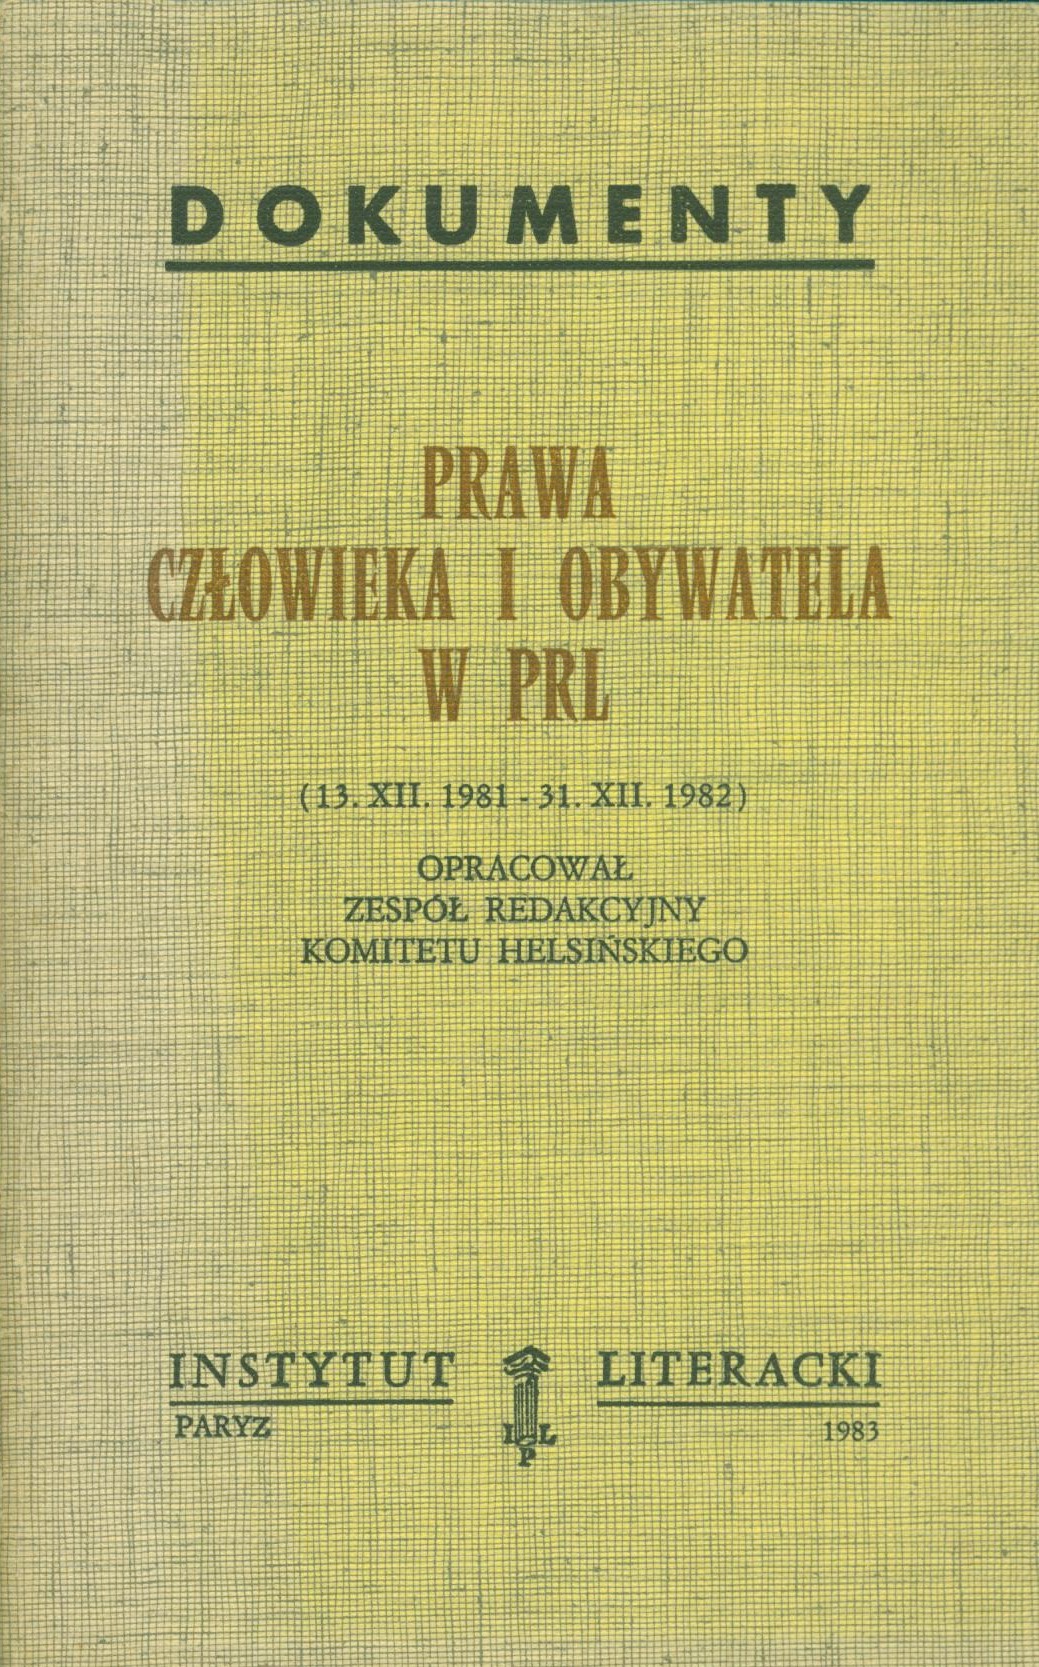 DOKUMENTY
PRAWA
CZŁOWIEKA I OBYWATELA
W PRL
(13. XII. 1981 - 31. XII. 1982)
OPRACOWAŁ
ZESPÓŁ REDAKCYJNY
KOMITETU HELSIŃSKIEGO
INSTYTUT LITERACKI
PARYZ 1983
I L
P